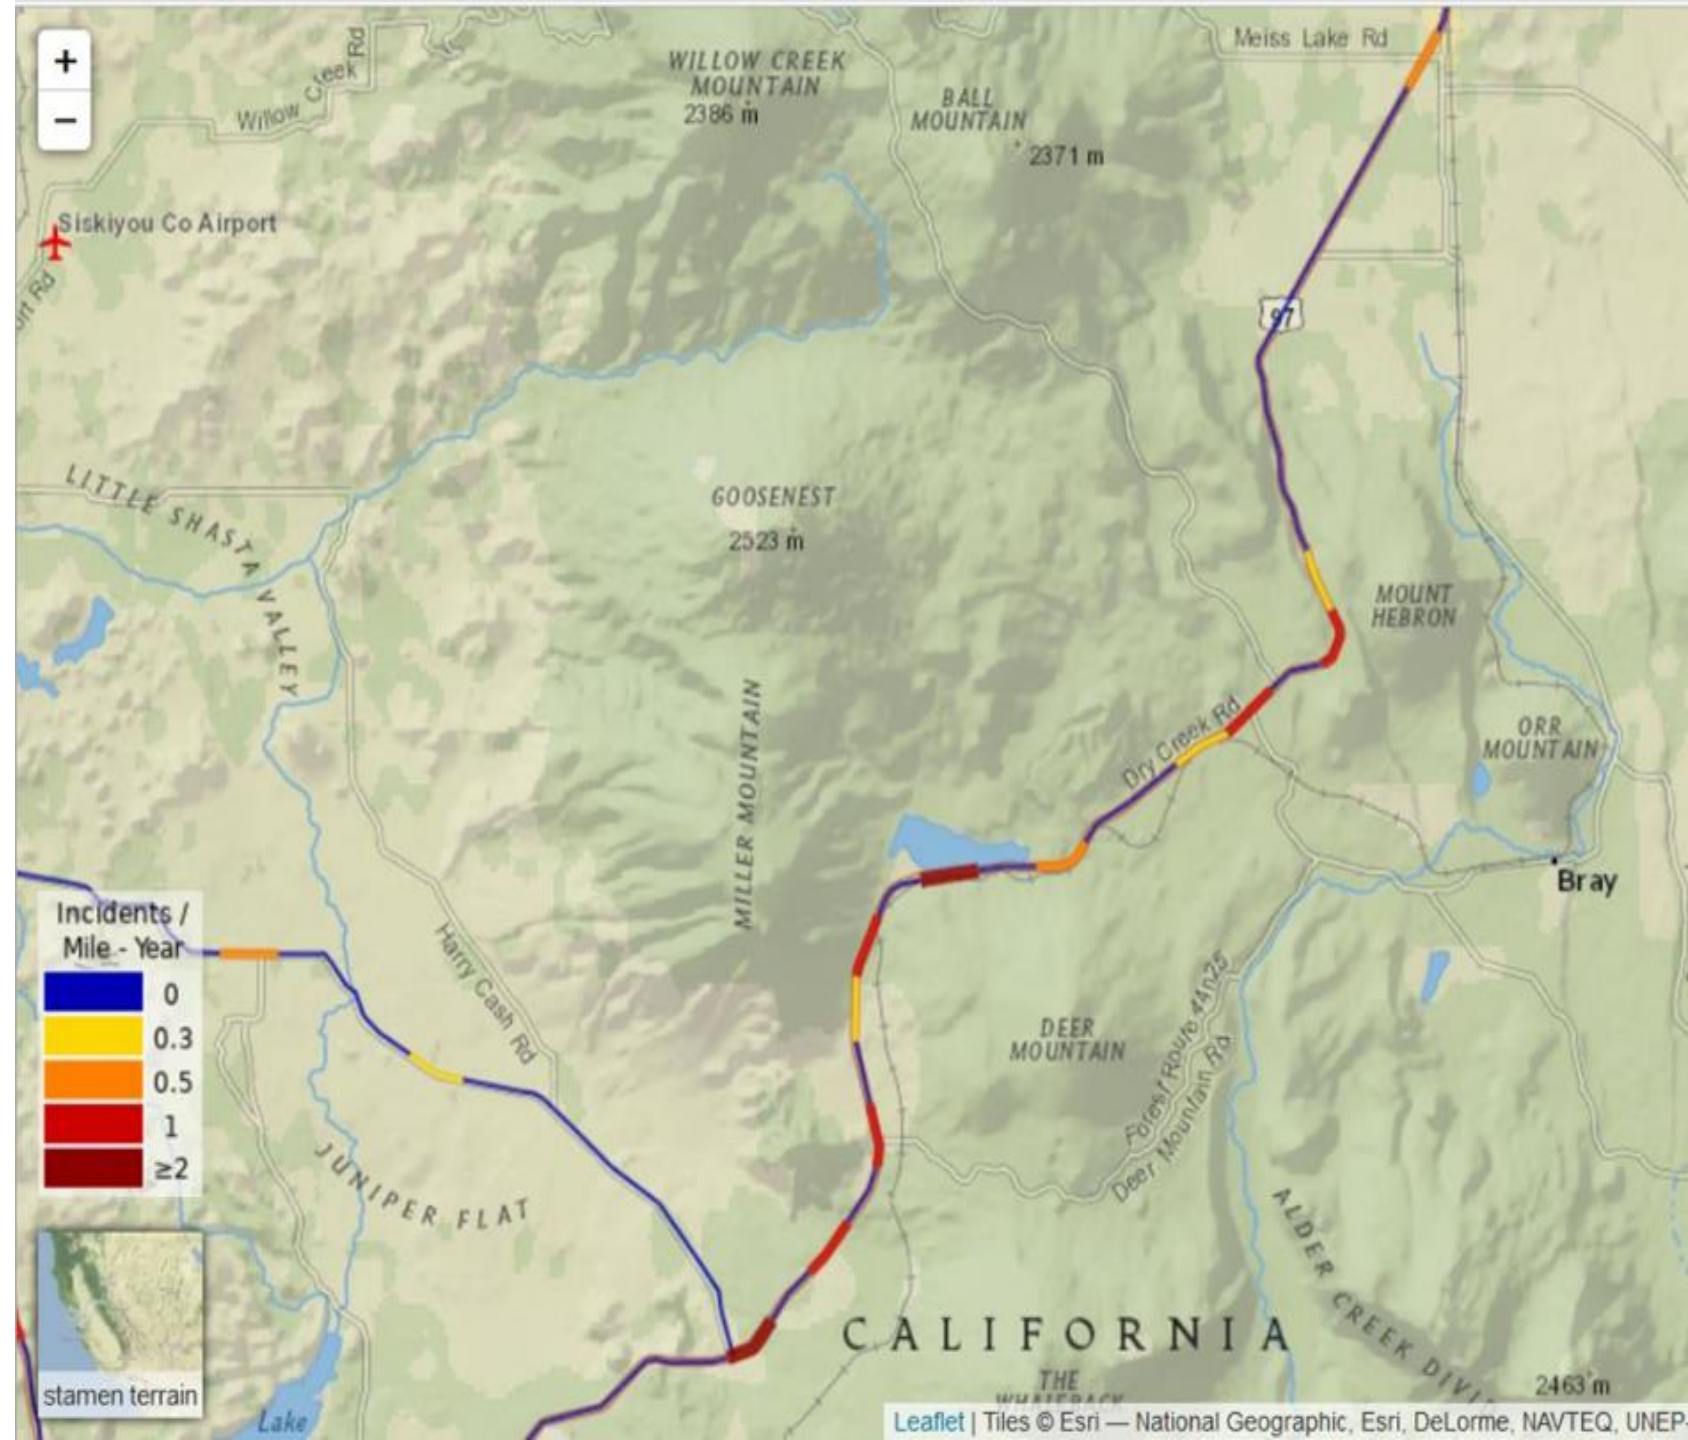 +
−
Willow Creek Rd
WILLOW CREEK
MOUNTAIN
2386 m
BALL
MOUNTAIN
2371 m
Meiss Lake Rd
Siskiyou Co Airport
Rd
97
LITTLE SHASTA VALLEY
GOOSENEST
2523 m
MOUNT
HEBRON
MILLER MOUNTAIN
Dry Creek Rd
ORR
MOUNTAIN
Bray
Harry Cash Rd
DEER
MOUNTAIN
Forest Route 44n25
Deer Mountain Rd
Incidents /
Mile - Year
0
0.3
0.5
1
≥2
JUNIPER FLAT
ALDER CREEK
CALIFORNIA
THE
WHALEBACK
2463 m
stamen terrain
Lake
Leaflet | Tiles © Esri — National Geographic, Esri, DeLorme, NAVTEQ, UNEP-